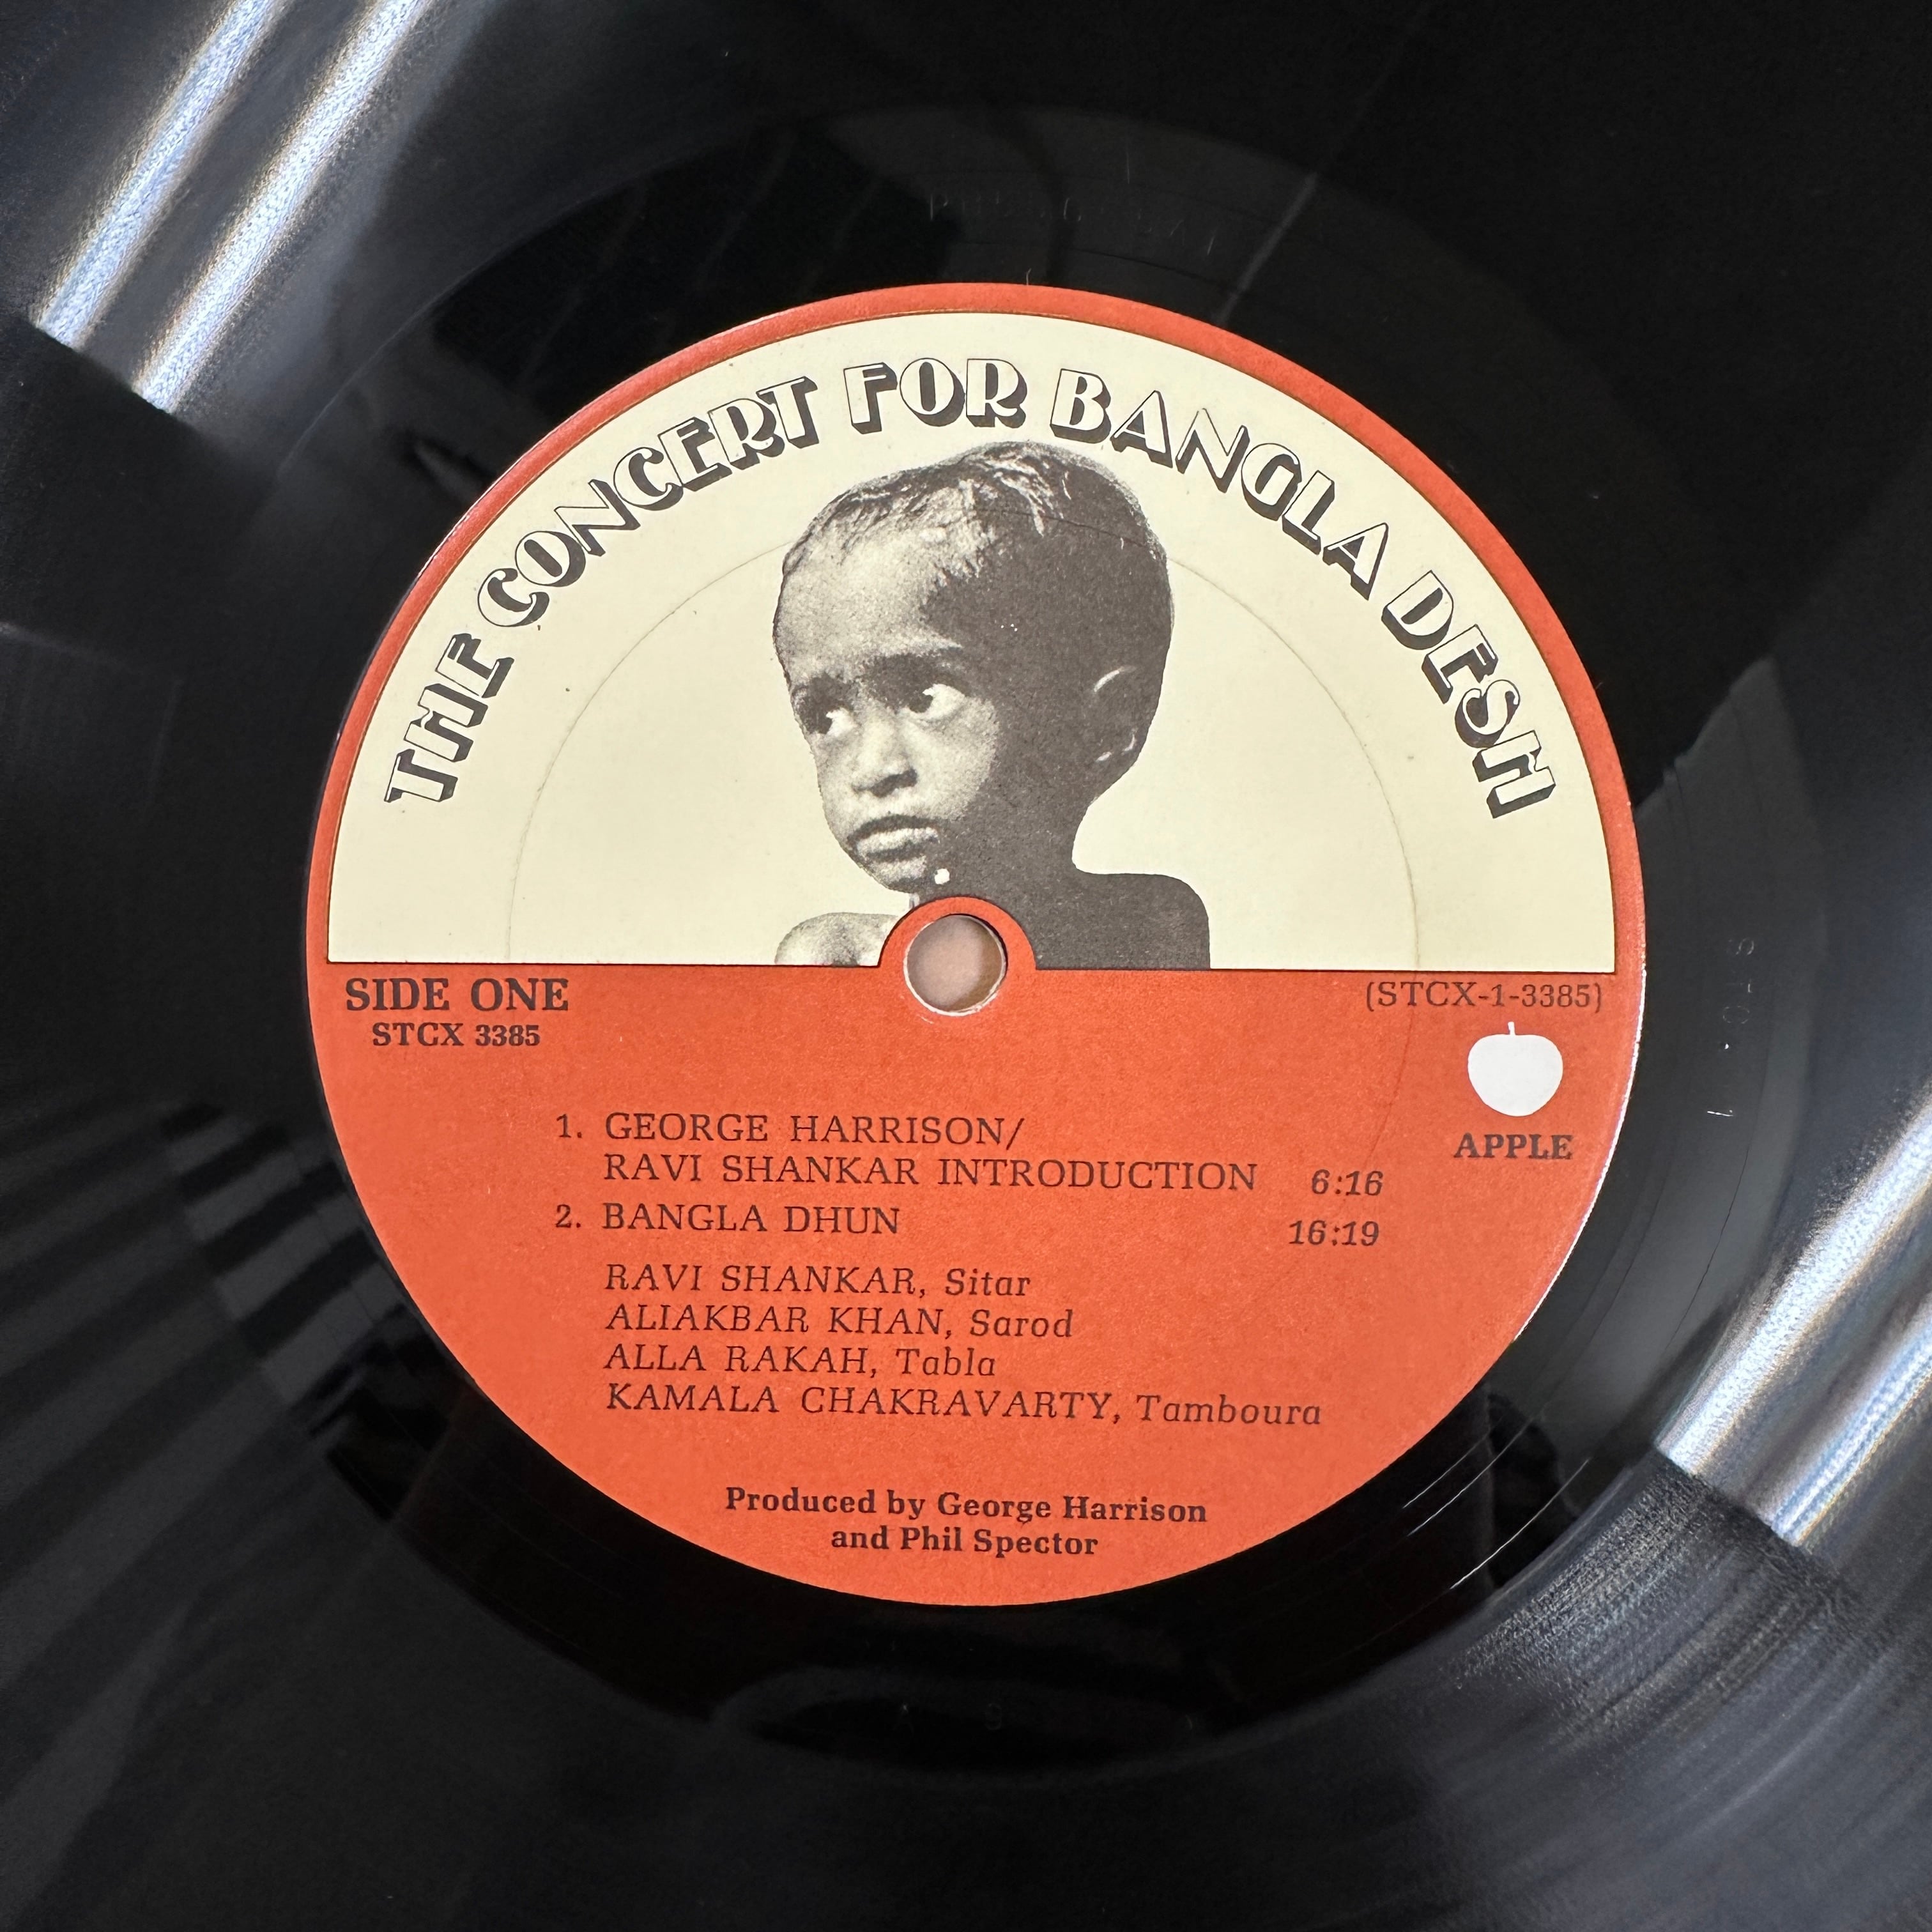 THE CONCERT FOR BANGLA DESH
SIDE ONE
STCX 3385
(STCX-1-3385)
APPLE
1. GEORGE HARRISON/
RAVI SHANKAR INTRODUCTION 6:16
2. BANGLA DHUN 16:19
RAVI SHANKAR, Sitar
ALIAKBAR KHAN, Sarod
ALLA RAKAH, Tabla
KAMALA CHAKRAVARTY, Tamboura
Produced by George Harrison
and Phil Spector